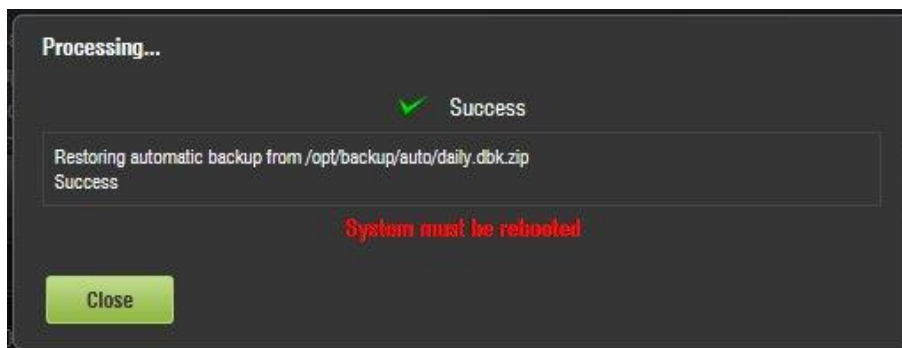 Processing...
Success
Restoring automatic backup from /opt/backup/auto/daily.dbk.zip
Success
System must be rebooted
Close